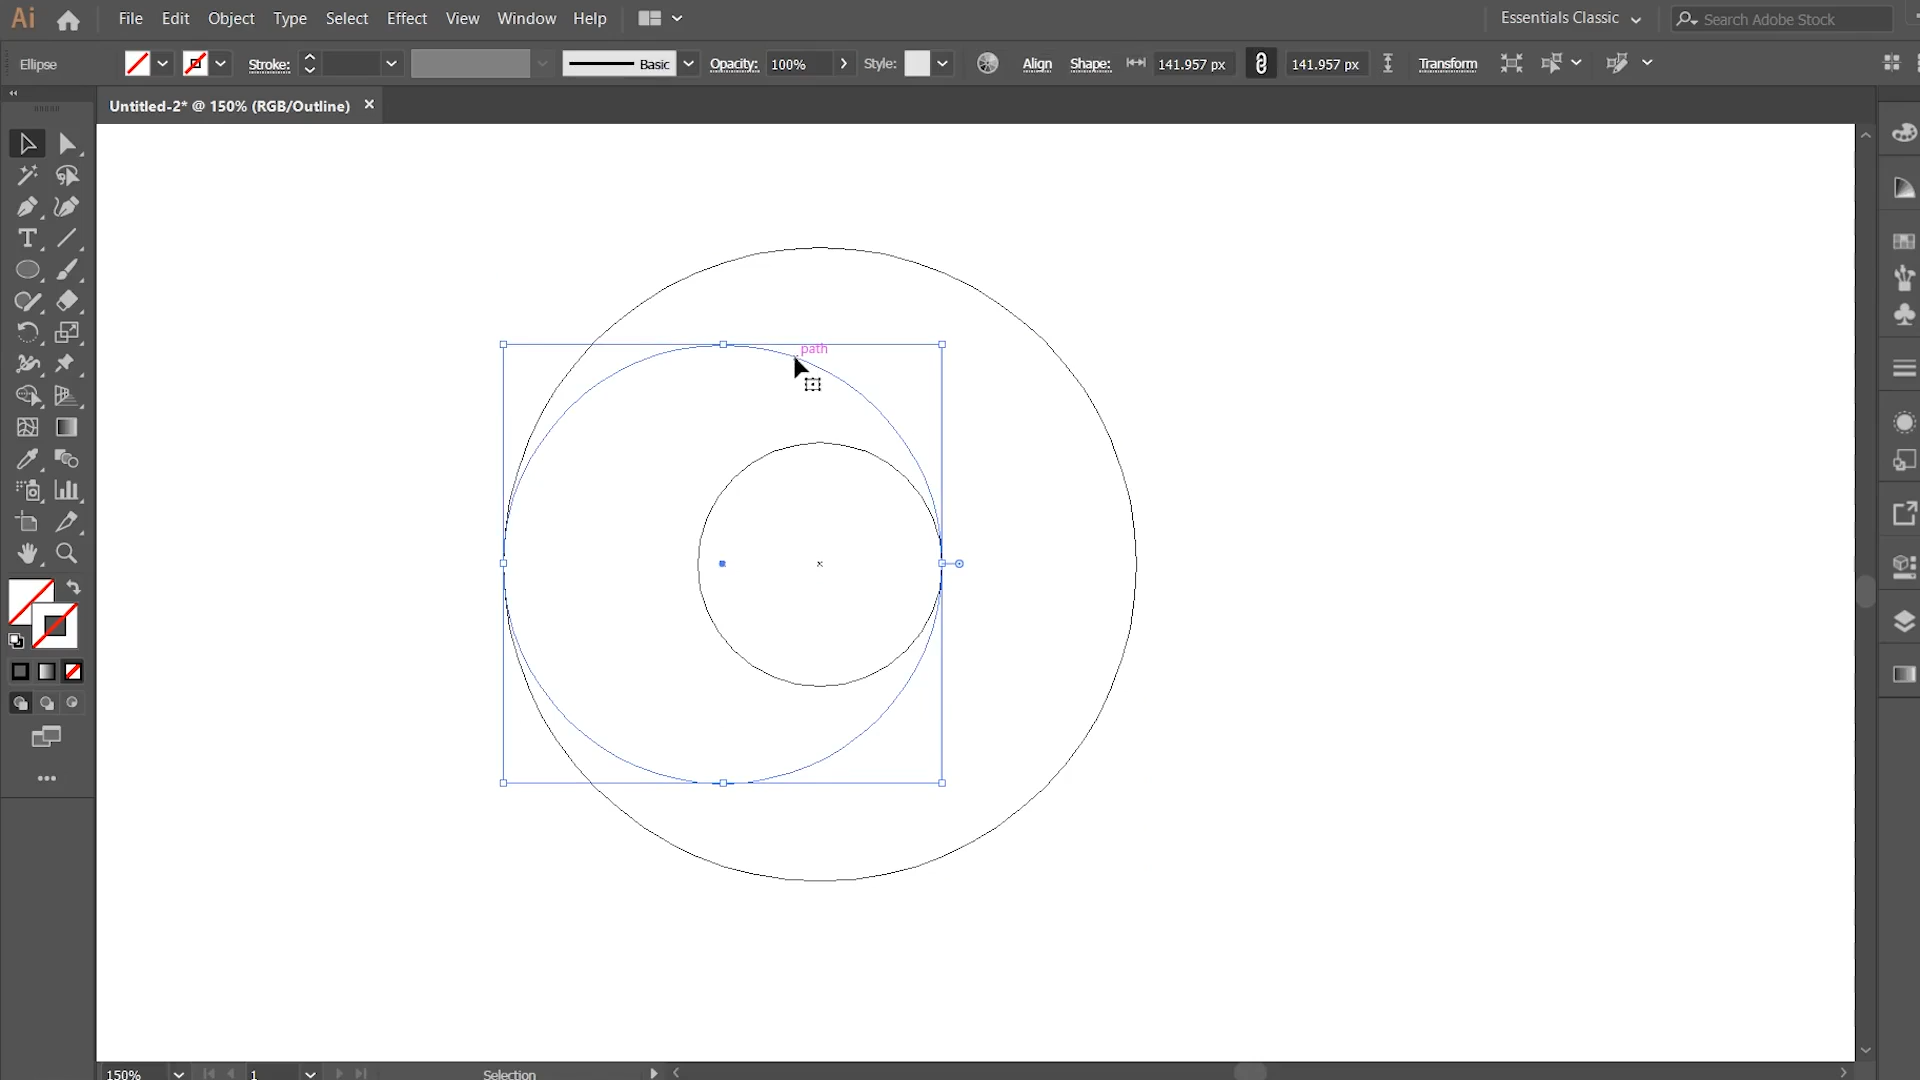 Ai File Edit Object Type Select Effect View Window Help Essentials Classic Search Adobe Stock
Ellipse Stroke: Basic Opacity: 100% Style: Align Shape: 141.957 px 141.957 px Transform
Untitled-2* @ 150% (RGB/Outline)
path
150% 1 Selection